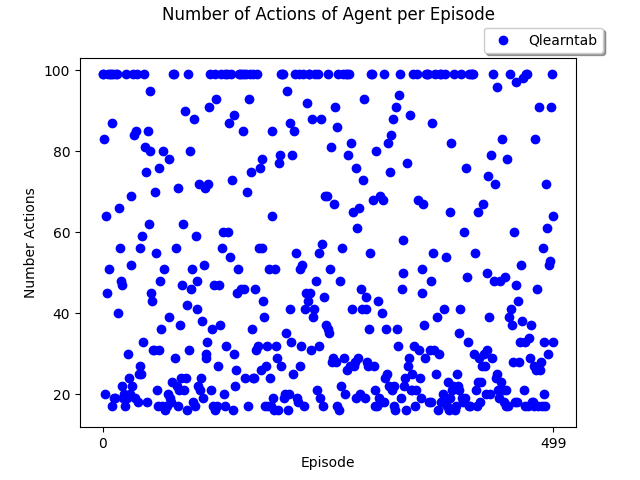 Number of Actions of Agent per Episode
Qlearntab
100
80
60
40
20
Number Actions
0
499
Episode